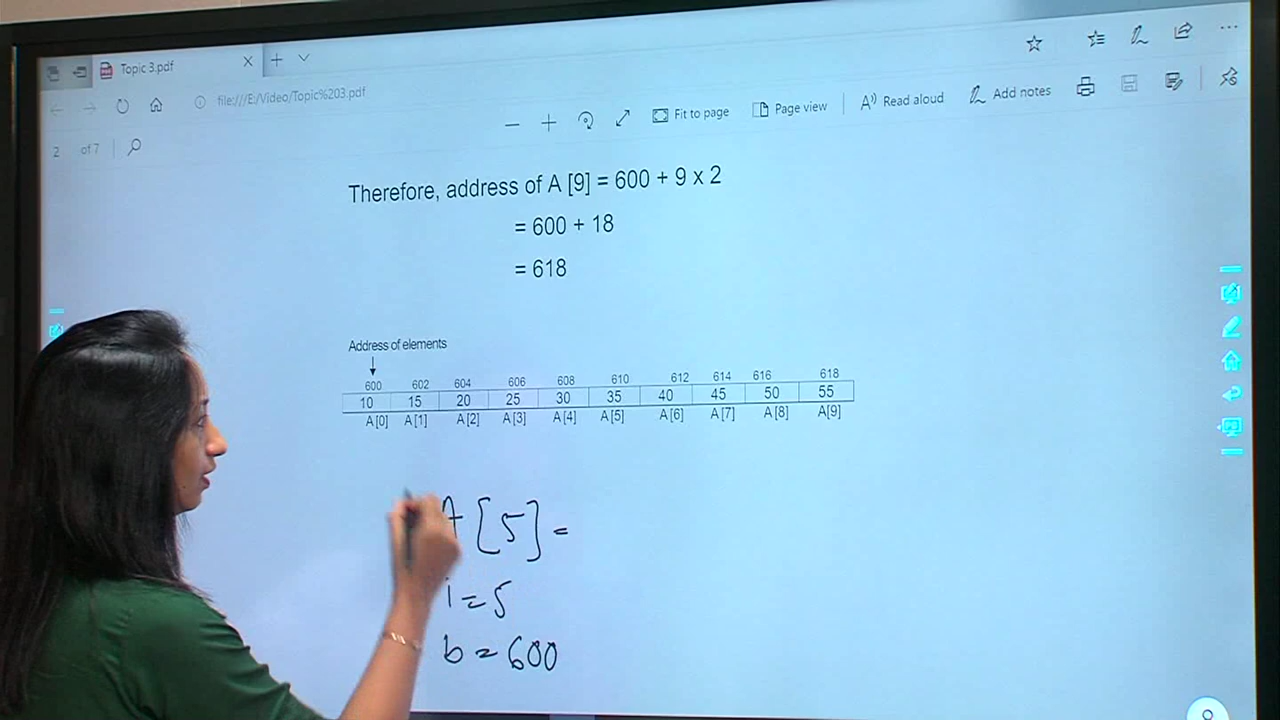 Topic 3.pdf
file:///E:/Video/Topic%203.pdf
2 of 7
Fit to page
Page view
A Read aloud
Add notes
Therefore, address of A [9] = 600 + 9 x 2
= 600 + 18
= 618
Address of elements
600 602 604 606 608 610 612 614 616 618
10 15 20 25 30 35 40 45 50 55
A[0] A[1] A[2] A[3] A[4] A[5] A[6] A[7] A[8] A[9]
A [5] =
i = 5
b = 600